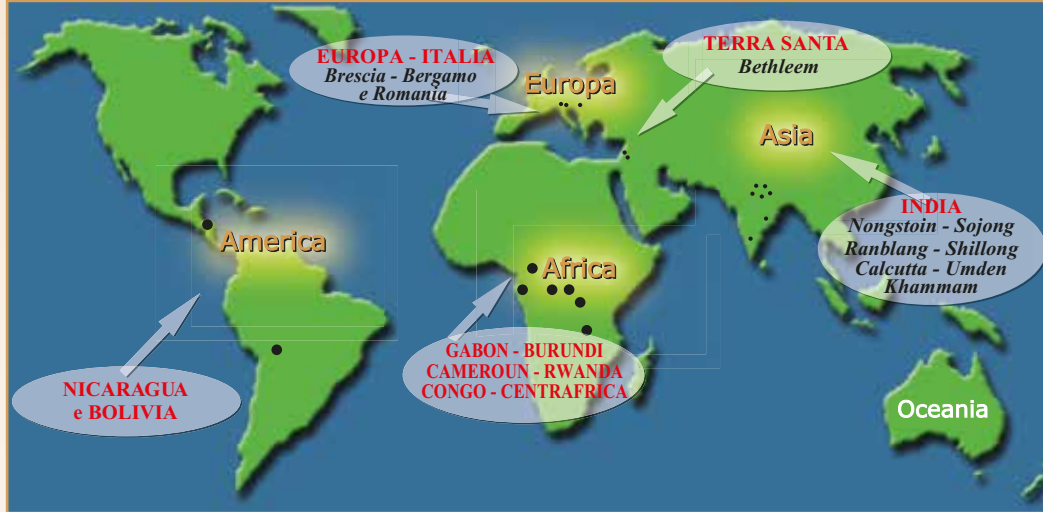 EUROPA - ITALIA
Brescia - Bergamo
e Romania
TERRA SANTA
Bethleem
Europa
Asia
INDIA
Nongstoin - Sojong
Ranblang - Shillong
Calcutta - Umden
Khammam
America
Africa
GABON - BURUNDI
CAMEROUN - RWANDA
CONGO - CENTRAFRICA
NICARAGUA
e BOLIVIA
Oceania